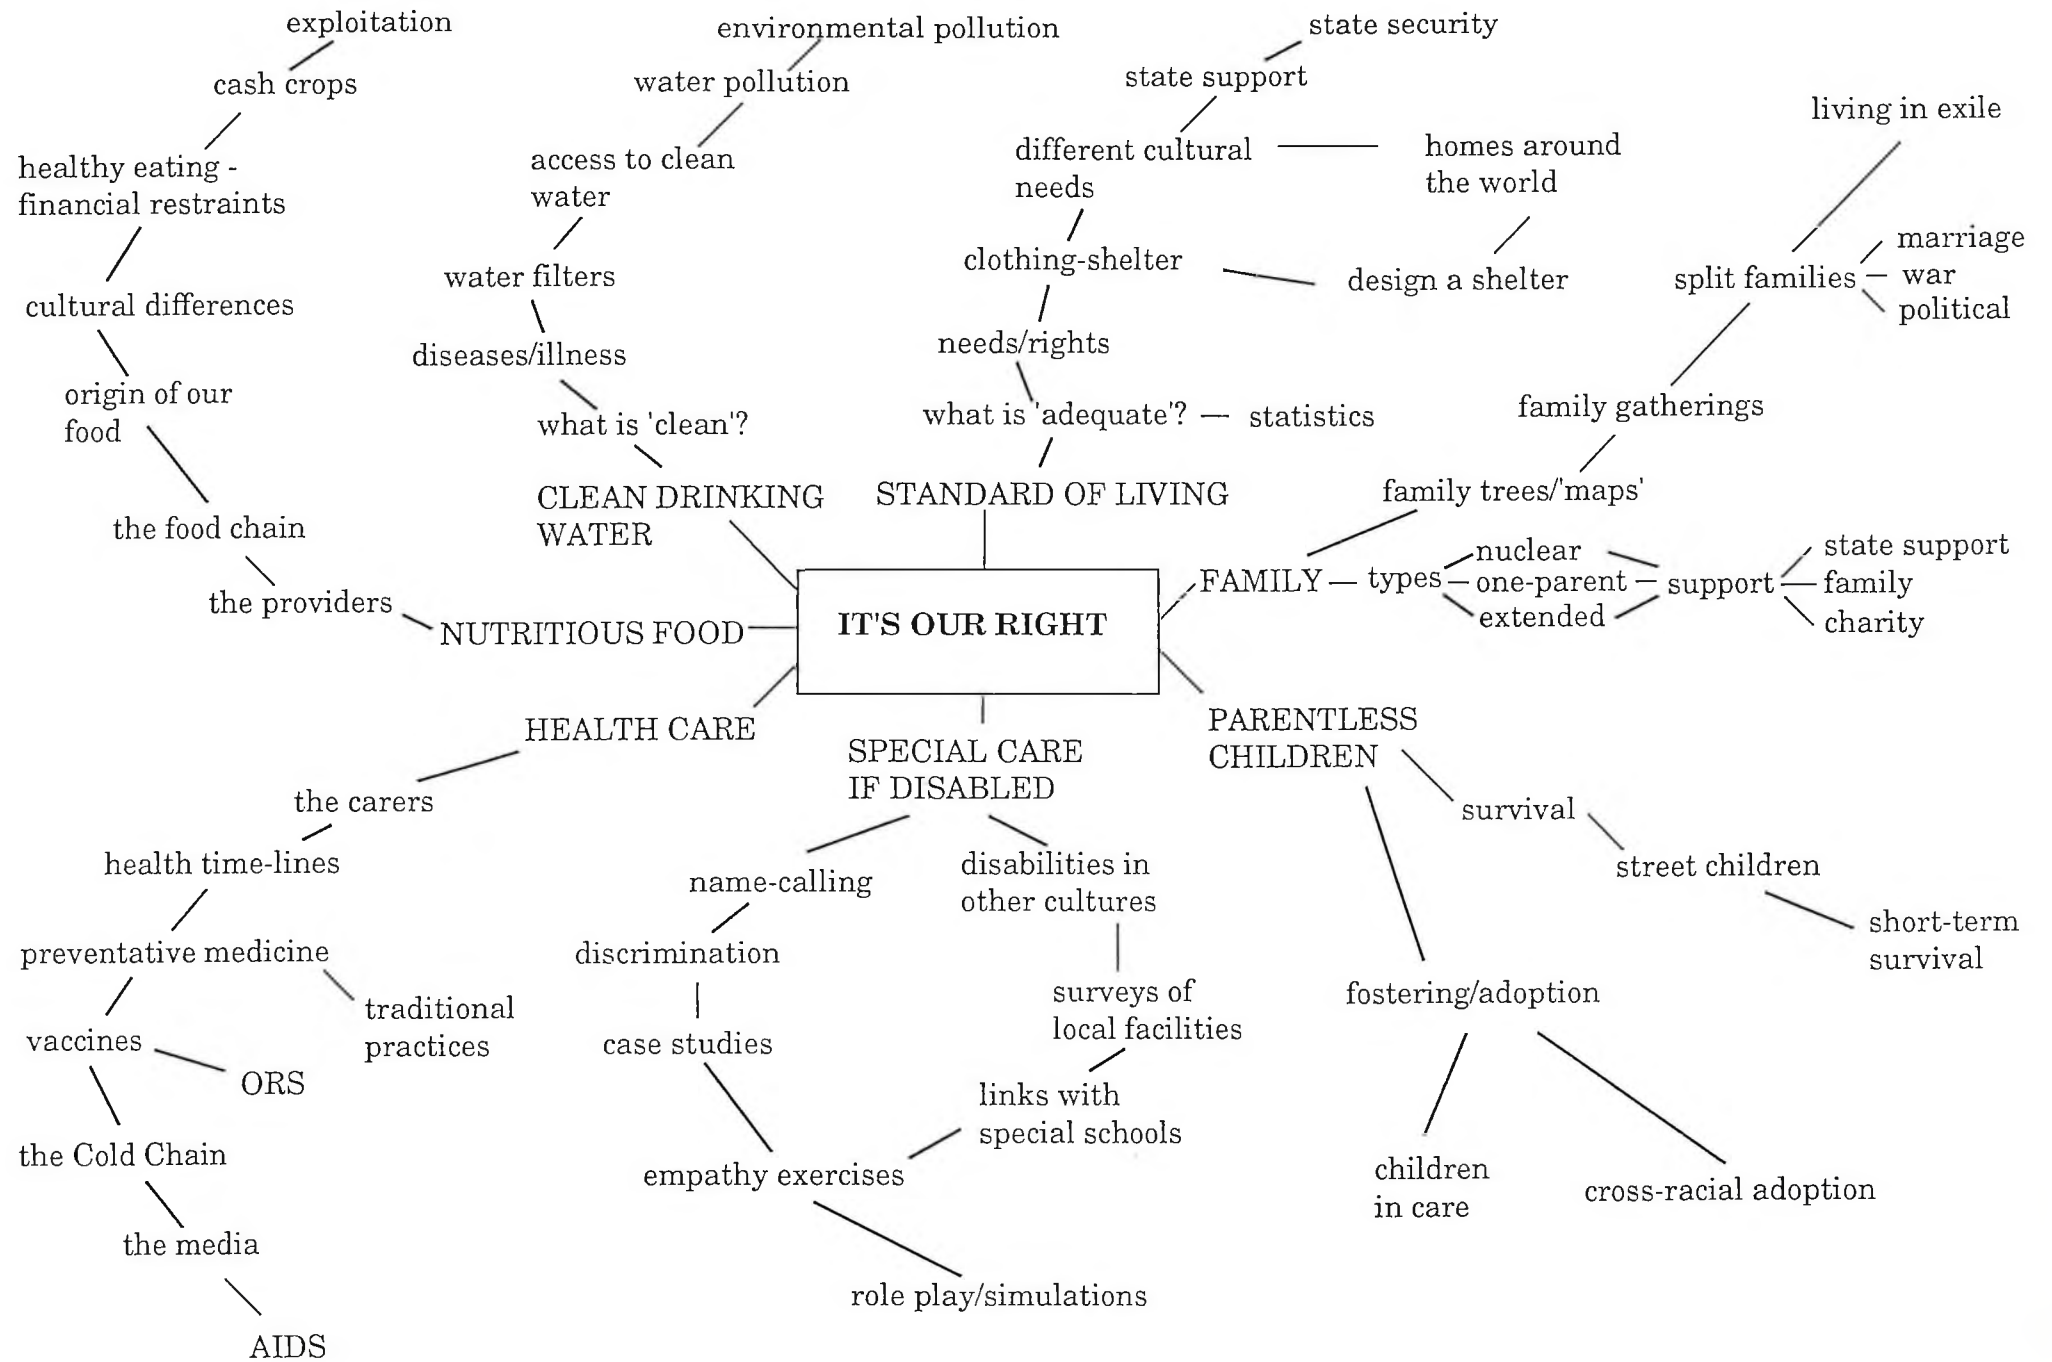 exploitation
cash crops
healthy eating -
financial restraints
cultural differences
origin of our
food
the food chain
the providers
NUTRITIOUS FOOD
environmental pollution
water pollution
access to clean
water
water filters
diseases/illness
what is 'clean'?
CLEAN DRINKING
WATER
state security
state support
different cultural
needs
homes around
the world
clothing-shelter
design a shelter
needs/rights
what is 'adequate'?
statistics
STANDARD OF LIVING
living in exile
split families
marriage
war
political
family gatherings
family trees/'maps'
FAMILY
types
nuclear
one-parent
extended
support
state support
family
charity
IT'S OUR RIGHT
HEALTH CARE
the carers
health time-lines
preventative medicine
traditional
practices
vaccines
ORS
the Cold Chain
the media
AIDS
SPECIAL CARE
IF DISABLED
name-calling
discrimination
case studies
disabilities in
other cultures
surveys of
local facilities
links with
special schools
empathy exercises
role play/simulations
PARENTLESS
CHILDREN
survival
street children
short-term
survival
fostering/adoption
children
in care
cross-racial adoption